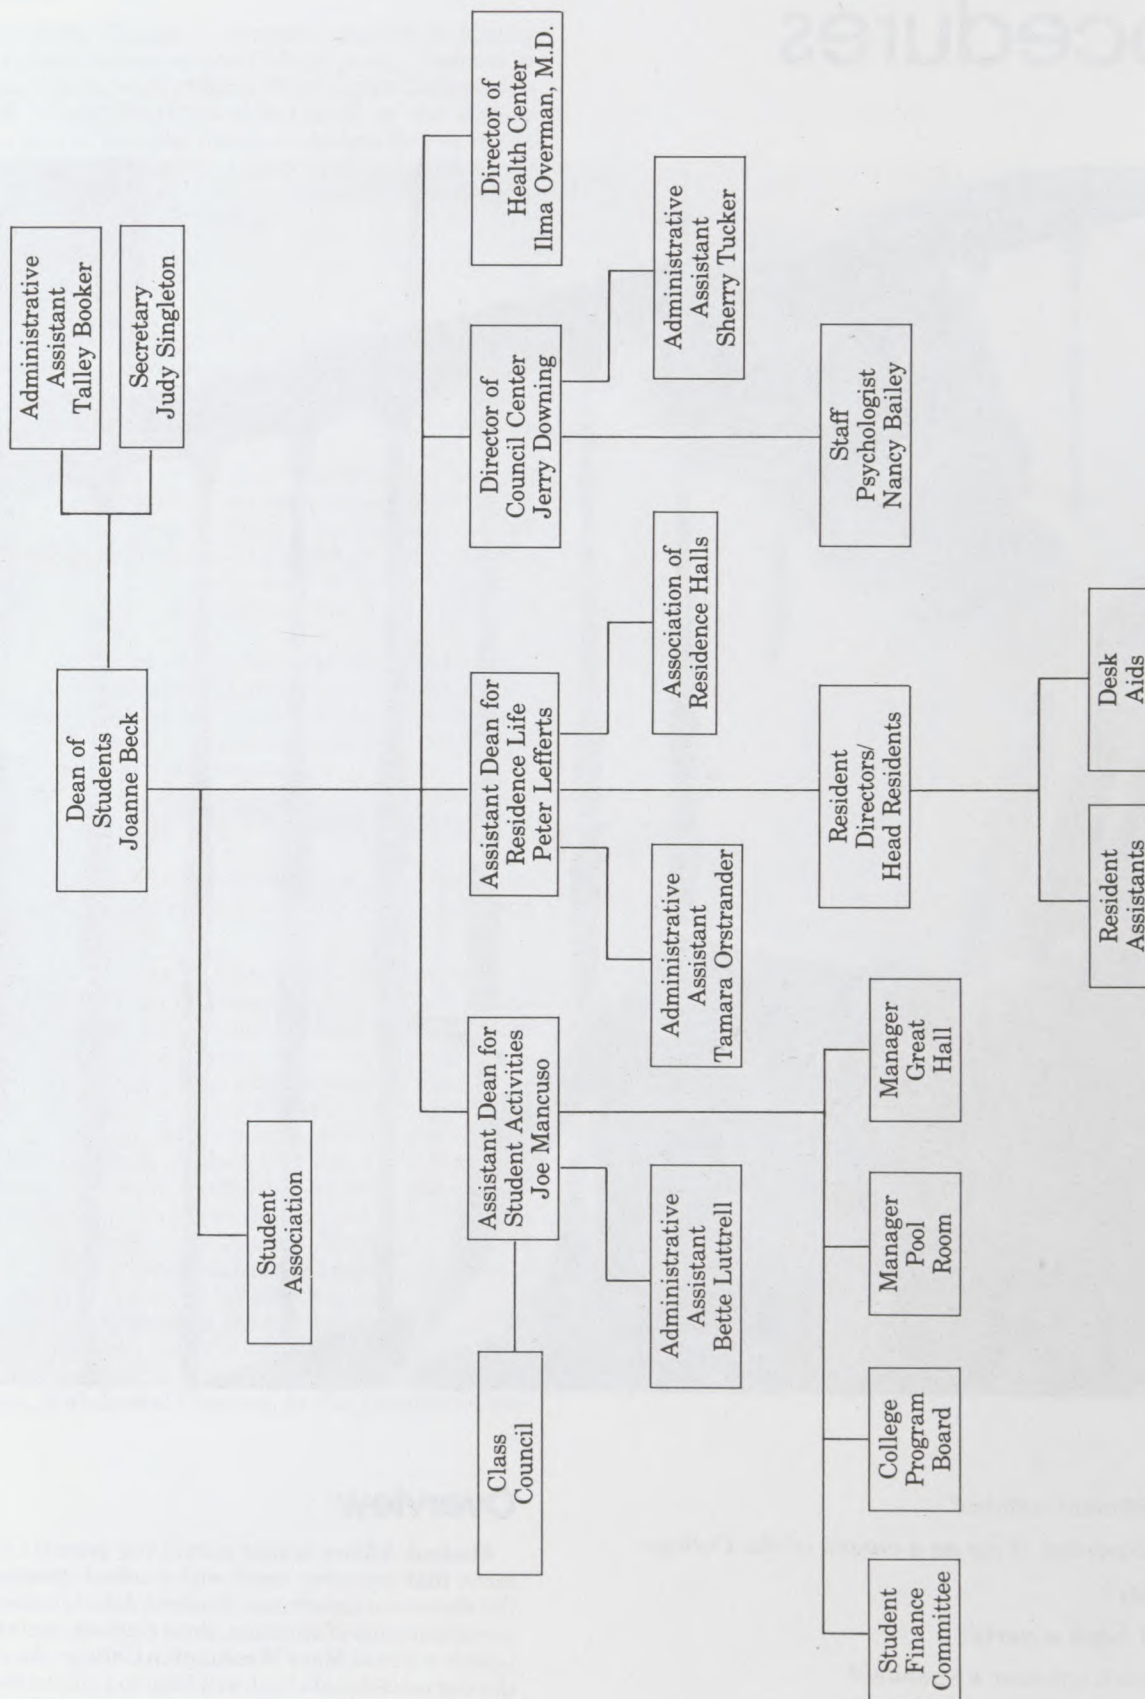 Dean of
Students
Joanne Beck
Administrative
Assistant
Talley Booker
Secretary
Judy Singleton
Student
Association
Class
Council
Assistant Dean for
Student Activities
Joe Mancuso
Assistant Dean for
Residence Life
Peter Lefferts
Director of
Council Center
Jerry Downing
Director of
Health Center
Ilma Overman, M.D.
Administrative
Assistant
Bette Luttrell
Administrative
Assistant
Tamara Orstrander
Association of
Residence Halls
Administrative
Assistant
Sherry Tucker
Student
Finance
Committee
College
Program
Board
Manager
Pool
Room
Manager
Great
Hall
Resident
Directors/
Head Residents
Staff
Psychologist
Nancy Bailey
Resident
Assistants
Desk
Aids